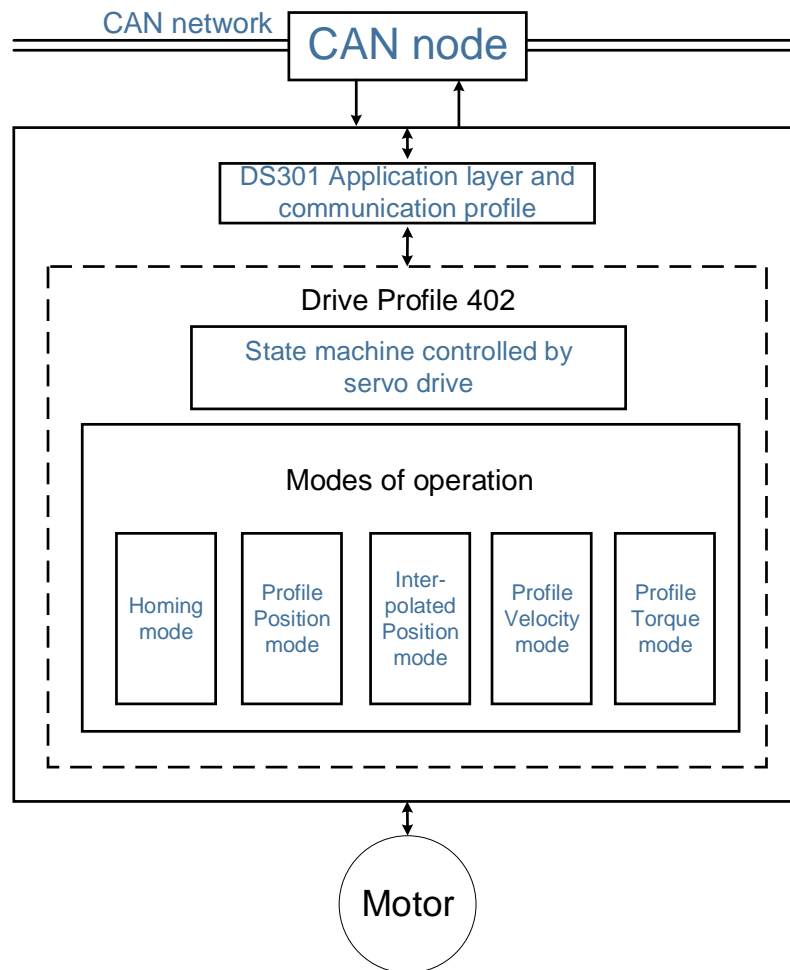 CAN network
CAN node
DS301 Application layer and
communication profile
Drive Profile 402
State machine controlled by
servo drive
Modes of operation
Homing
mode
Profile
Position
mode
Inter-
polated
Position
mode
Profile
Velocity
mode
Profile
Torque
mode
Motor